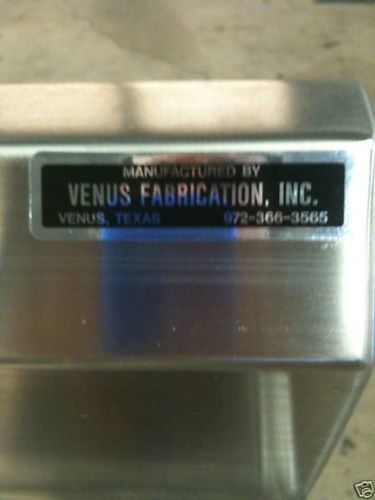 MANUFACTURED BY
VENUS FABRICATION, INC.
VENUS, TEXAS 972-366-3565